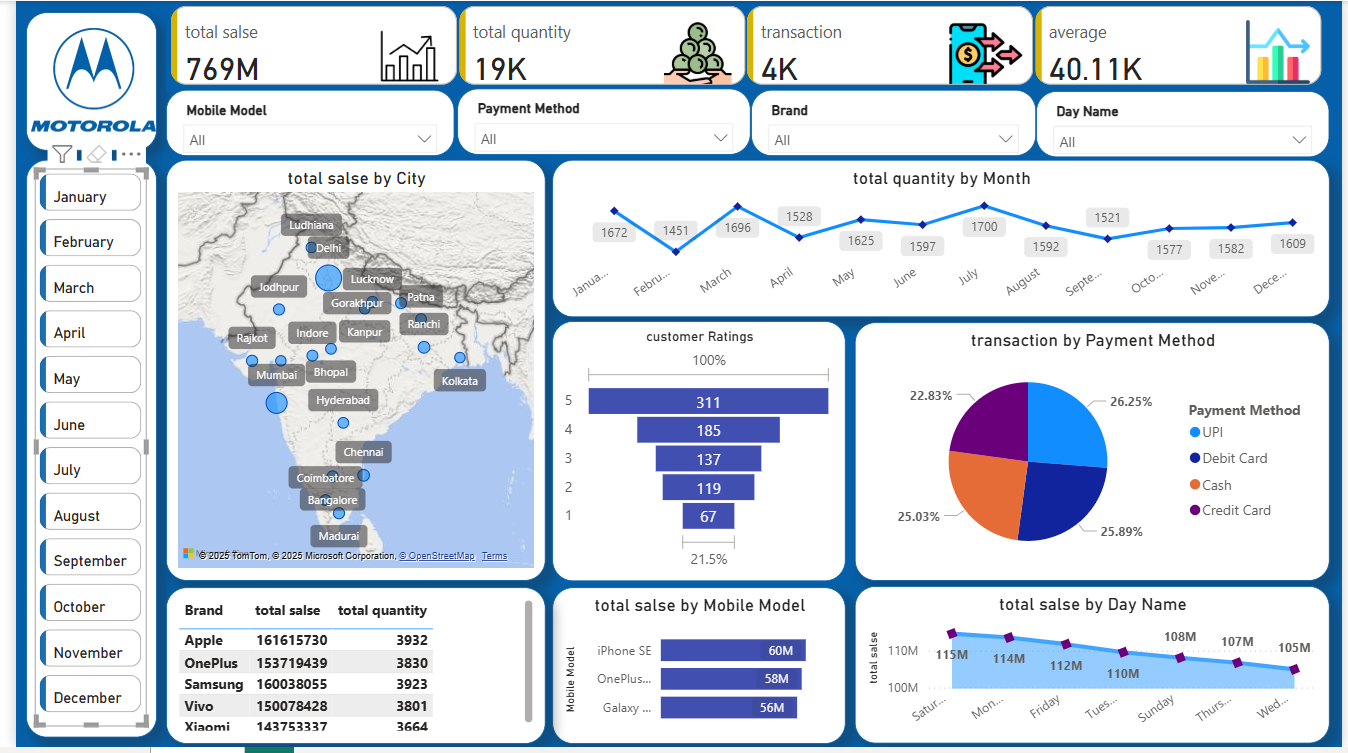 MOTOROLA
total salse
769M
total quantity
19K
transaction
4K
average
40.11K
Mobile Model
All
Payment Method
All
Brand
All
Day Name
All
January
February
March
April
May
June
July
August
September
October
November
December
total salse by City
Ludhiana
Delhi
Lucknow
Jodhpur
Gorakhpur
Patna
Ranchi
Rajkot
Indore
Kanpur
Mumbai
Bhopal
Kolkata
Hyderabad
Chennai
Coimbatore
Bangalore
Madurai
© 2025 TomTom, © 2025 Microsoft Corporation, © OpenStreetMap Terms
total quantity by Month
1672
1451
1696
1528
1625
1597
1700
1592
1521
1577
1582
1609
Janua...
Febru...
March
April
May
June
July
August
Septe...
Octo...
Nove...
Dece...
customer Ratings
100%
5 311
4 185
3 137
2 119
1 67
21.5%
transaction by Payment Method
22.83%
26.25%
25.03%
25.89%
Payment Method
UPI
Debit Card
Cash
Credit Card
Brand total salse total quantity
Apple 161615730 3932
OnePlus 153719439 3830
Samsung 160038055 3923
Vivo 150078428 3801
Xiaomi 143753337 3664
total salse by Mobile Model
Mobile Model
iPhone SE 60M
OnePlus... 58M
Galaxy ... 56M
total salse by Day Name
total salse
110M
100M
115M
114M
112M
110M
108M
107M
105M
Satur...
Mon...
Friday
Tues...
Sunday
Thurs...
Wed...